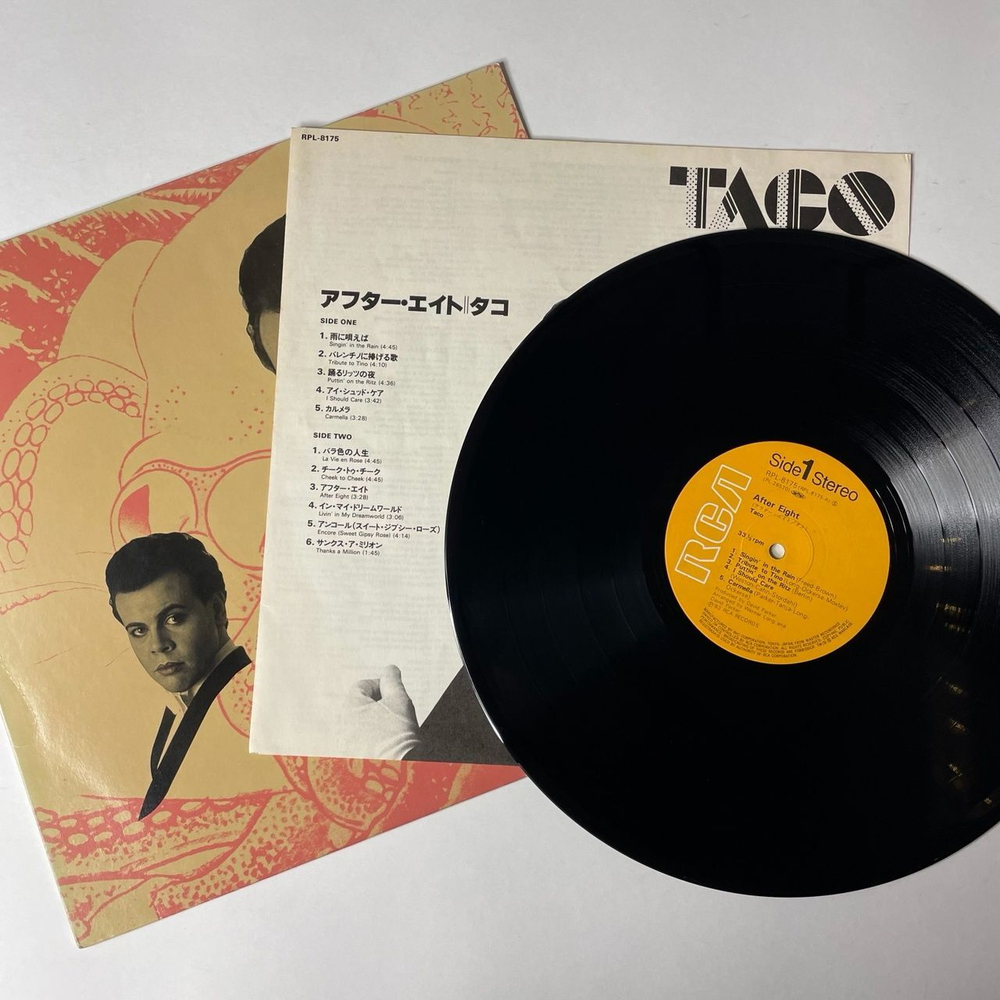 RPL-8175
TACO
アフター・エイト||タコ
SIDE ONE
1. 雨に唄えば
Singin' in the Rain (4:45)
2. バレンチノに捧げる歌
Tribute to Tino (4:10)
3. 踊るリッツの夜
Puttin' on the Ritz (4:36)
4. アイ・シュッド・ケア
I Should Care (3:42)
5. カルメラ
Carmella (3:28)
SIDE TWO
1. バラ色の人生
La Vie en Rose (4:45)
2. チーク・トゥ・チーク
Cheek to Cheek (4:45)
3. アフター・エイト
After Eight (3:28)
4. イン・マイ・ドリームワールド
Livin' in My Dreamworld (3:06)
5. アンコール(スイート・ジプシー・ローズ)
Encore (Sweet Gipsy Rose) (4:14)
6. サンクス・ア・ミリオン
Thanks a Million (1:45)
RCA
Side 1 Stereo
RPL-8175
After Eight
Taco
33 ⅓ rpm
1. Singin' in the Rain (Freed-Brown)
2. Tribute to Tino
3. Puttin' on the Ritz (Berlin)
4. I Should Care
5. Carmella